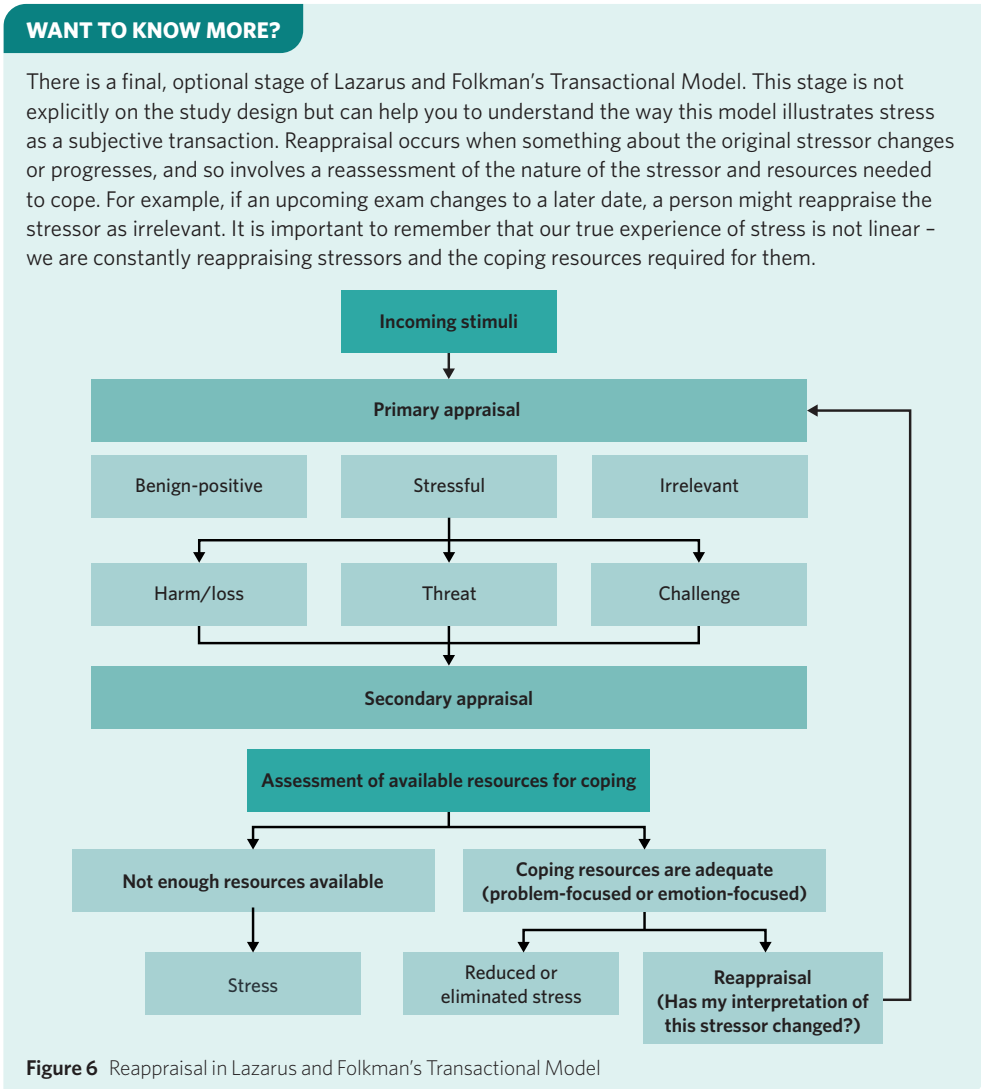 WANT TO KNOW MORE?
There is a final, optional stage of Lazarus and Folkman’s Transactional Model. This stage is not
explicitly on the study design but can help you to understand the way this model illustrates stress
as a subjective transaction. Reappraisal occurs when something about the original stressor changes
or progresses, and so involves a reassessment of the nature of the stressor and resources needed
to cope. For example, if an upcoming exam changes to a later date, a person might reappraise the
stressor as irrelevant. It is important to remember that our true experience of stress is not linear –
we are constantly reappraising stressors and the coping resources required for them.
Incoming stimuli
Primary appraisal
Benign-positive
Stressful
Irrelevant
Harm/loss
Threat
Challenge
Secondary appraisal
Assessment of available resources for coping
Not enough resources available
Coping resources are adequate
(problem-focused or emotion-focused)
Stress
Reduced or
eliminated stress
Reappraisal
(Has my interpretation of
this stressor changed?)
Figure 6 Reappraisal in Lazarus and Folkman’s Transactional Model